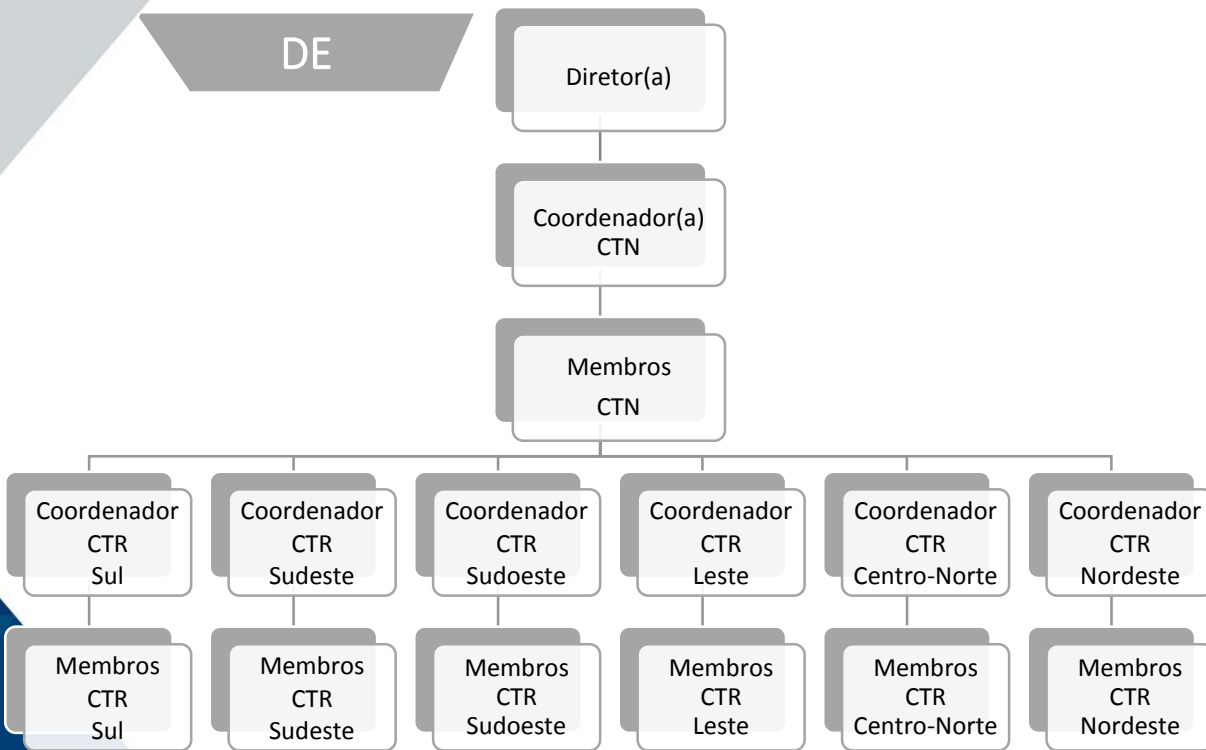 DE
Diretor(a)
Coordenador(a)
CTN
Membros
CTN
Coordenador
CTR
Sul
Coordenador
CTR
Sudeste
Coordenador
CTR
Sudoeste
Coordenador
CTR
Leste
Coordenador
CTR
Centro-Norte
Coordenador
CTR
Nordeste
Membros
CTR
Sul
Membros
CTR
Sudeste
Membros
CTR
Sudoeste
Membros
CTR
Leste
Membros
CTR
Centro-Norte
Membros
CTR
Nordeste